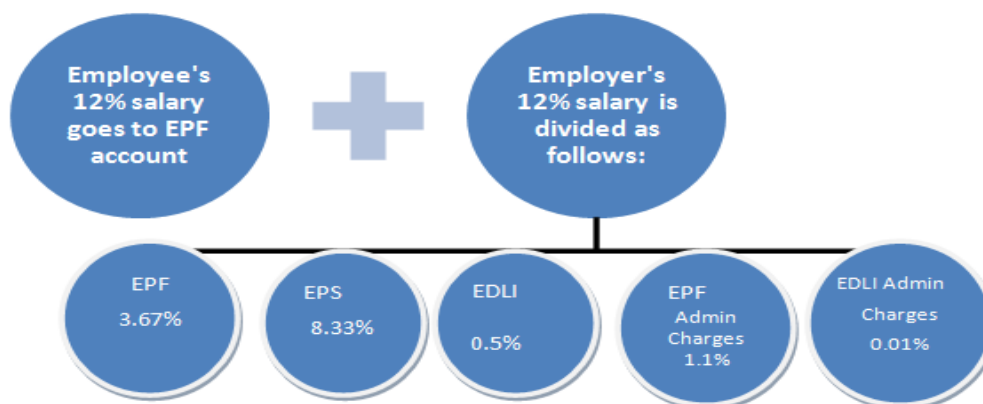 Employee's
12% salary
goes to EPF
account
Employer's
12% salary is
divided as
follows:
EPF
3.67%
EPS
8.33%
EDLI
0.5%
EPF
Admin
Charges
1.1%
EDLI Admin
Charges
0.01%